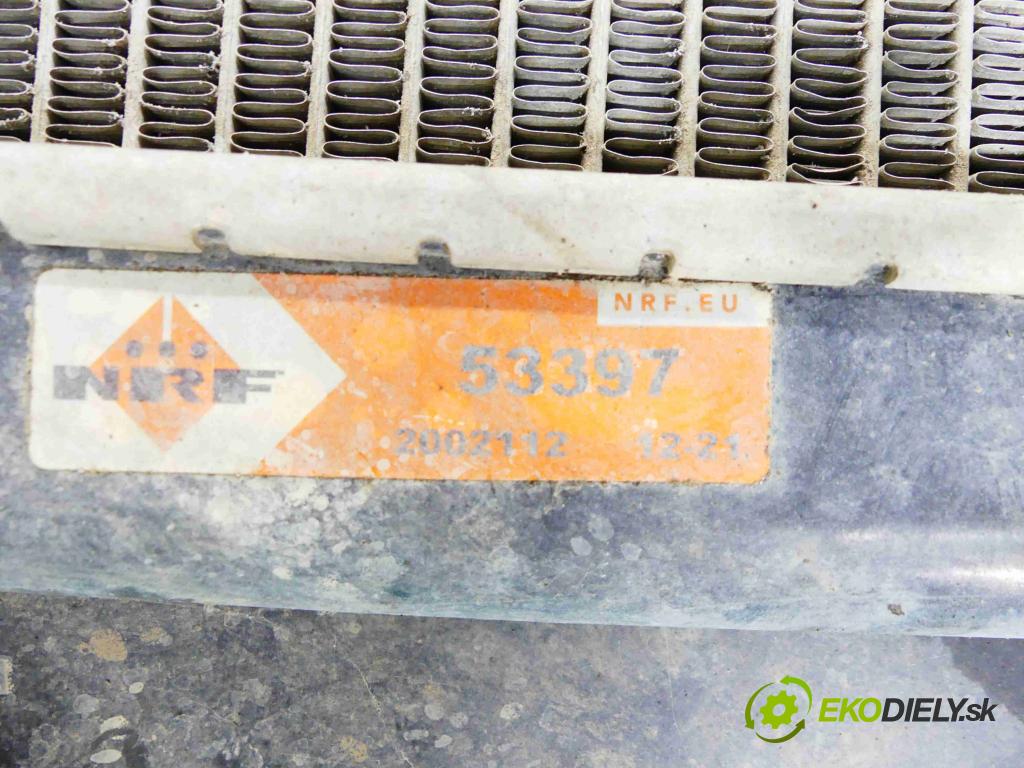 NRF.EU
NRF
53397
2002112 12-21.
EKODIELY.sk